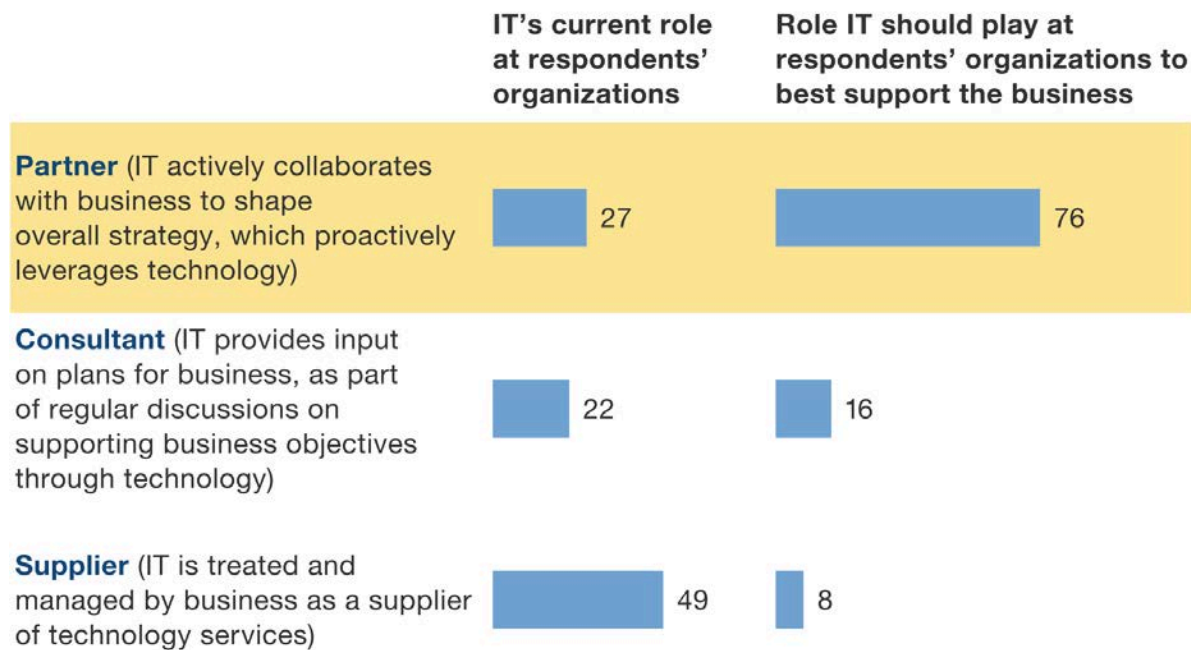 IT's current role
at respondents'
organizations
Role IT should play at
respondents' organizations to
best support the business
Partner (IT actively collaborates
with business to shape
overall strategy, which proactively
leverages technology)
27
76
Consultant (IT provides input
on plans for business, as part
of regular discussions on
supporting business objectives
through technology)
22
16
Supplier (IT is treated and
managed by business as a supplier
of technology services)
49
8